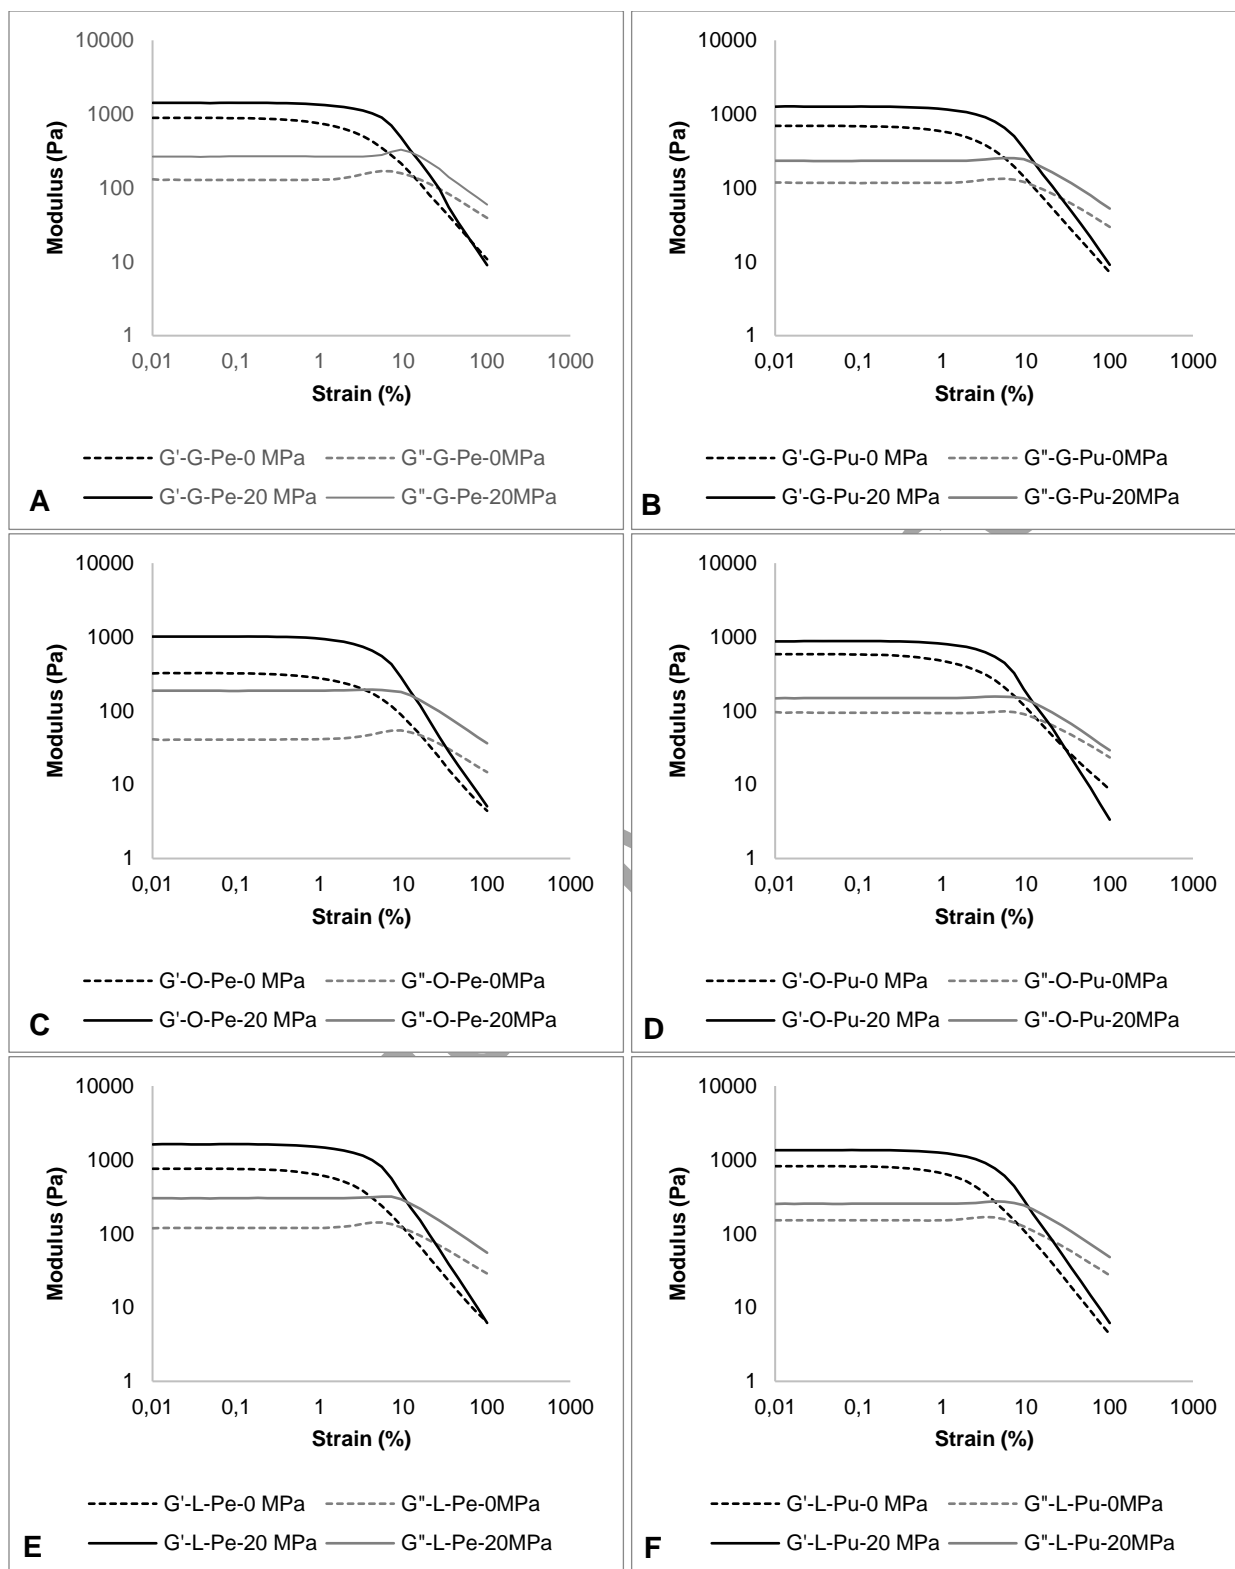 10000
1000
100
10
1
Modulus (Pa)
0,01 0,1 1 10 100 1000
Strain (%)
G'-G-Pe-0 MPa G"-G-Pe-0MPa
G'-G-Pe-20 MPa G"-G-Pe-20MPa
A
10000
1000
100
10
1
Modulus (Pa)
0,01 0,1 1 10 100 1000
Strain (%)
G'-G-Pu-0 MPa G"-G-Pu-0MPa
G'-G-Pu-20 MPa G"-G-Pu-20MPa
B
10000
1000
100
10
1
Modulus (Pa)
0,01 0,1 1 10 100 1000
Strain (%)
G'-O-Pe-0 MPa G"-O-Pe-0MPa
G'-O-Pe-20 MPa G"-O-Pe-20MPa
C
10000
1000
100
10
1
Modulus (Pa)
0,01 0,1 1 10 100 1000
Strain (%)
G'-O-Pu-0 MPa G"-O-Pu-0MPa
G'-O-Pu-20 MPa G"-O-Pu-20MPa
D
10000
1000
100
10
1
Modulus (Pa)
0,01 0,1 1 10 100 1000
Strain (%)
G'-L-Pe-0 MPa G"-L-Pe-0MPa
G'-L-Pe-20 MPa G"-L-Pe-20MPa
E
10000
1000
100
10
1
Modulus (Pa)
0,01 0,1 1 10 100 1000
Strain (%)
G'-L-Pu-0 MPa G"-L-Pu-0MPa
G'-L-Pu-20 MPa G"-L-Pu-20MPa
F